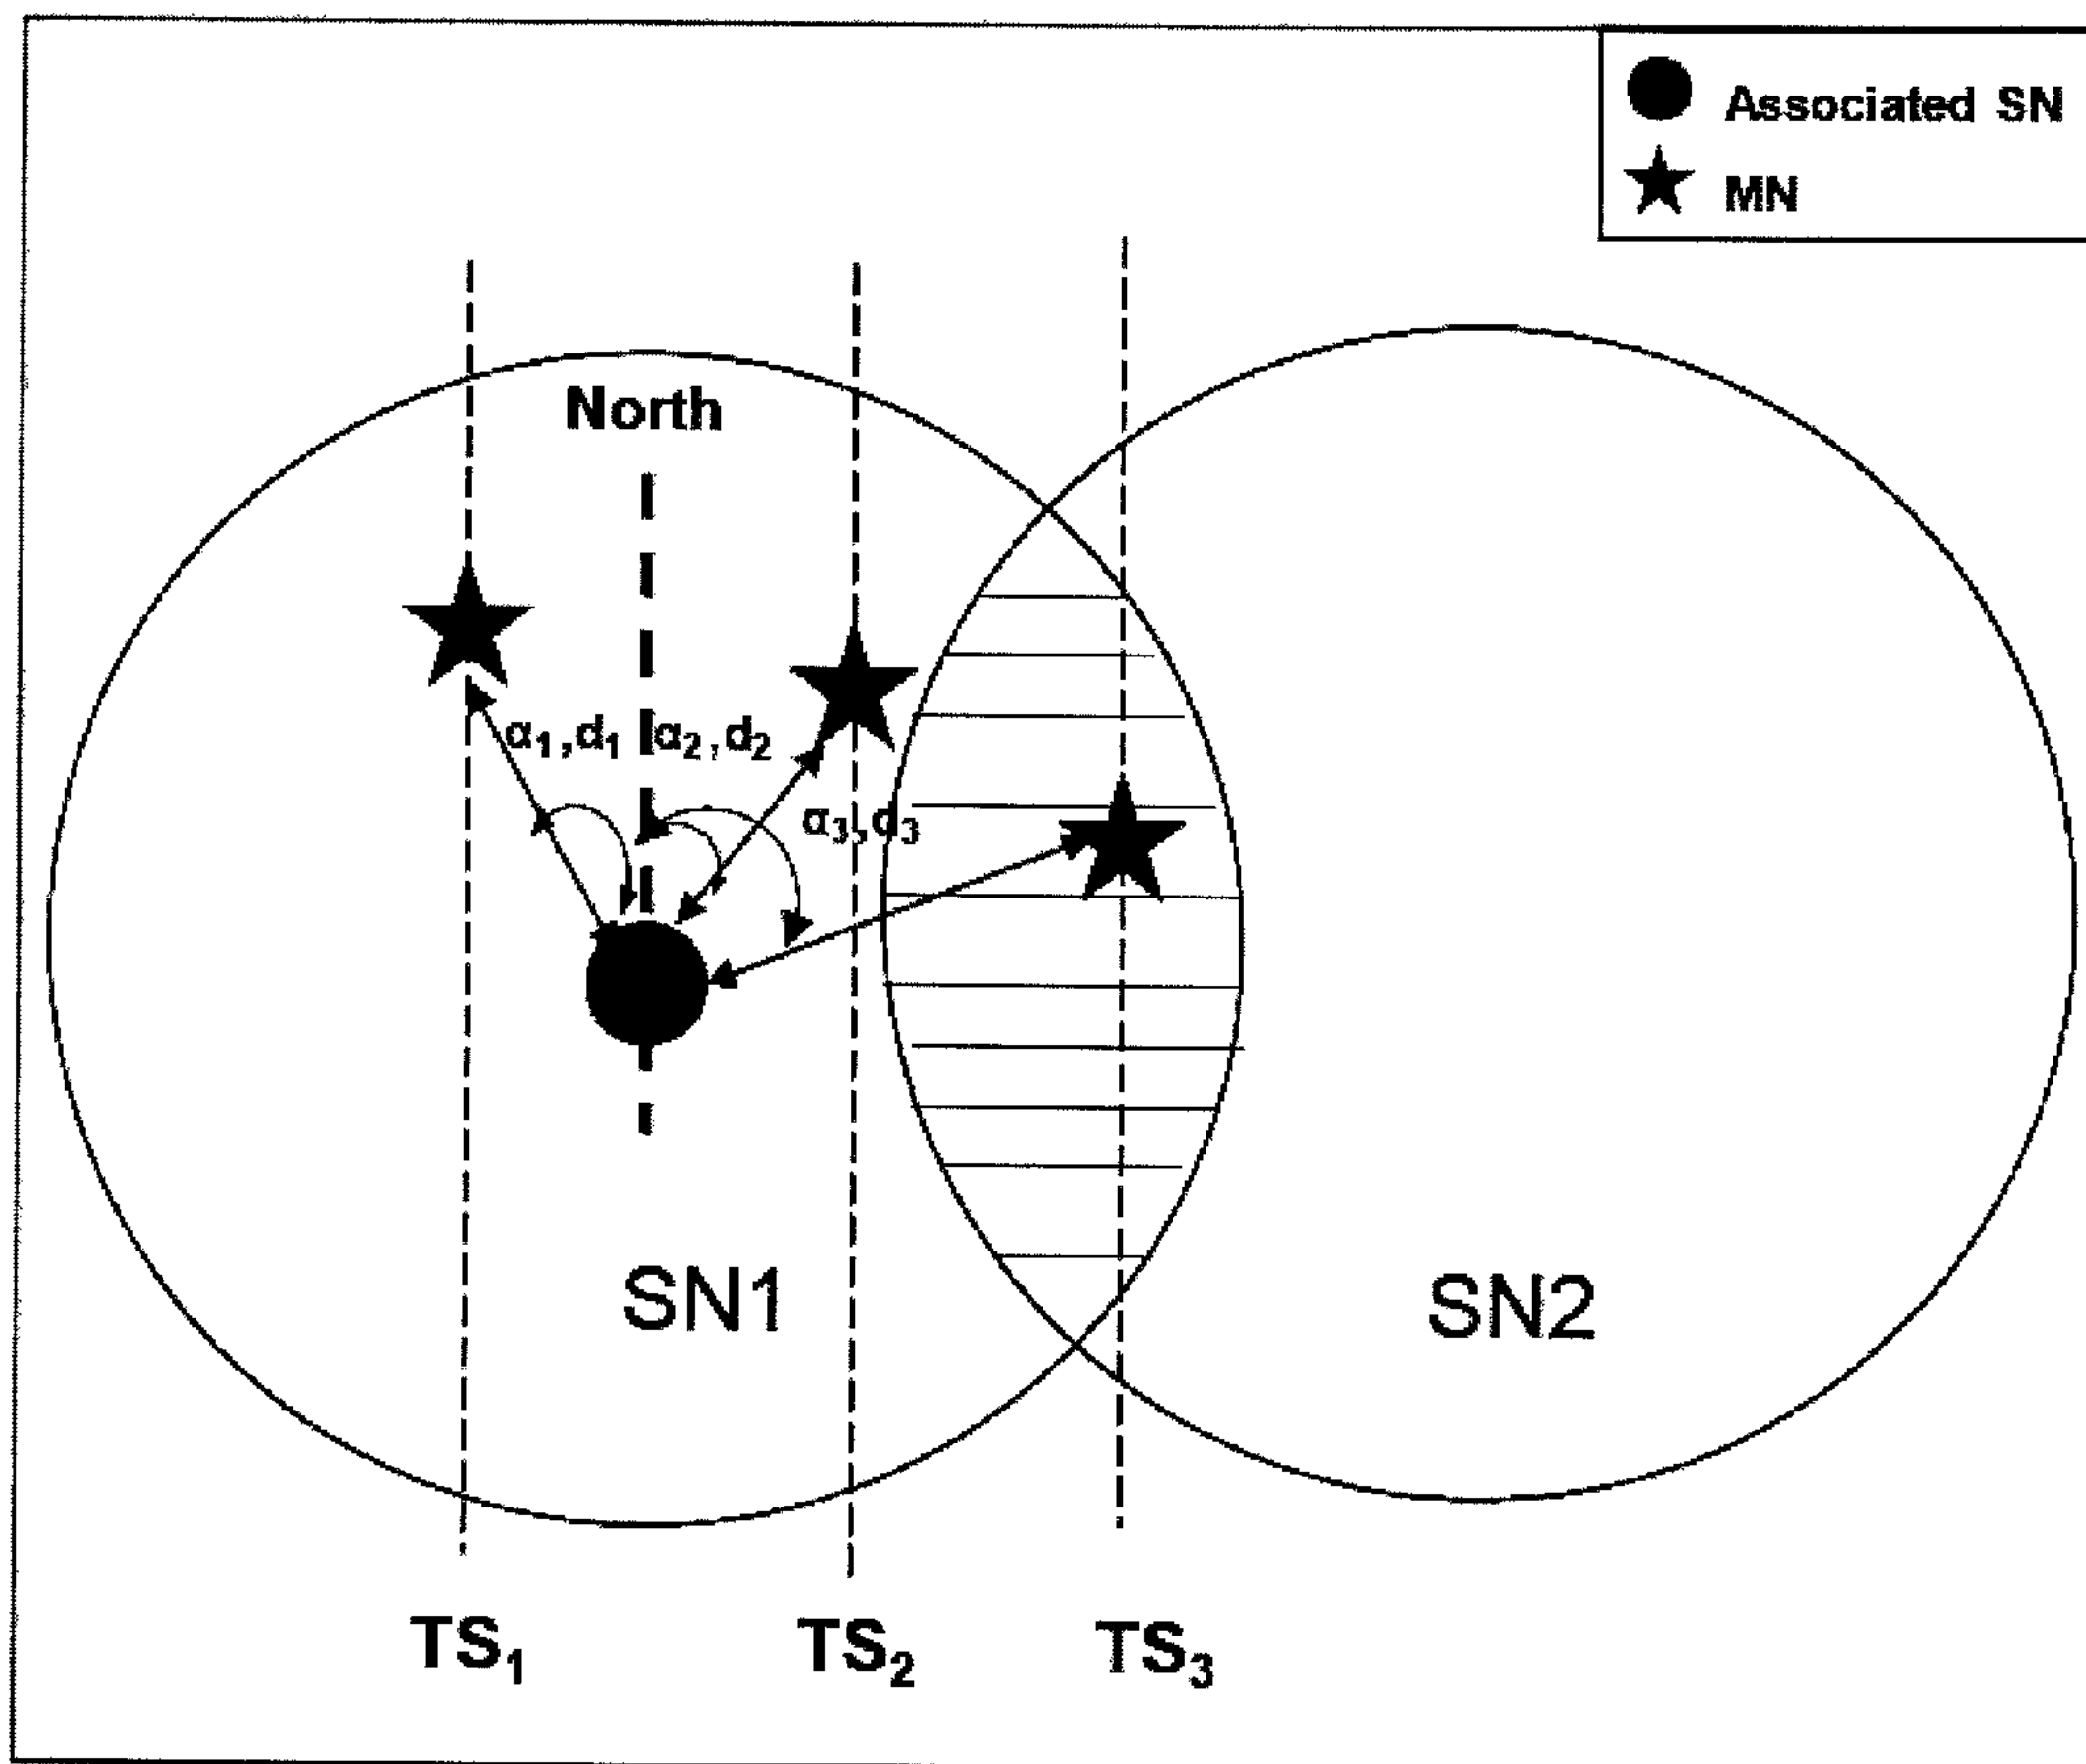 Associated SN
MN
North
α₁,d₁
α₂,d₂
α₃,d₃
SN1
SN2
TS₁
TS₂
TS₃